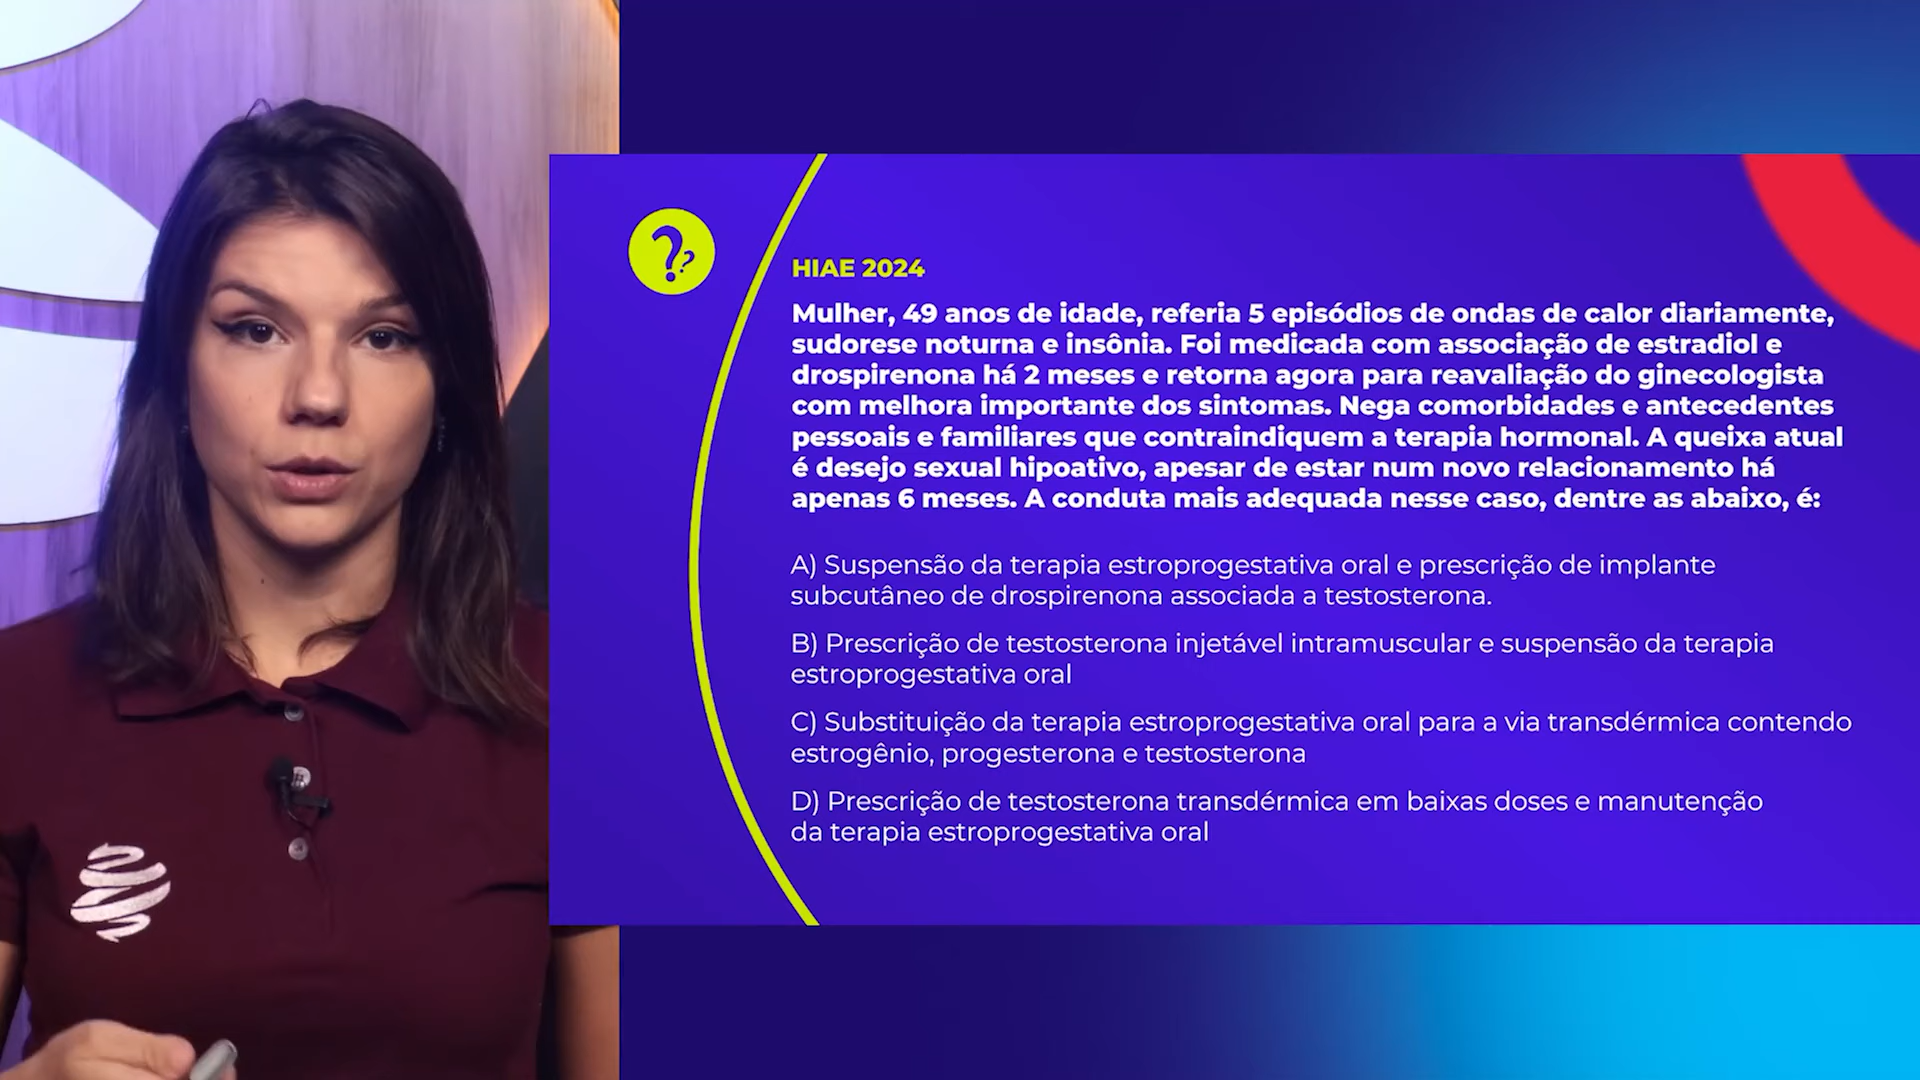 HIAE 2024
Mulher, 49 anos de idade, referia 5 episódios de ondas de calor diariamente,
sudorese noturna e insônia. Foi medicada com associação de estradiol e
drospirenona há 2 meses e retorna agora para reavaliação do ginecologista
com melhora importante dos sintomas. Nega comorbidades e antecedentes
pessoais e familiares que contraindiquem a terapia hormonal. A queixa atual
é desejo sexual hipoativo, apesar de estar num novo relacionamento há
apenas 6 meses. A conduta mais adequada nesse caso, dentre as abaixo, é:
A) Suspensão da terapia estroprogestativa oral e prescrição de implante
subcutâneo de drospirenona associada a testosterona.
B) Prescrição de testosterona injetável intramuscular e suspensão da terapia
estroprogestativa oral
C) Substituição da terapia estroprogestativa oral para a via transdérmica contendo
estrogênio, progesterona e testosterona
D) Prescrição de testosterona transdérmica em baixas doses e manutenção
da terapia estroprogestativa oral